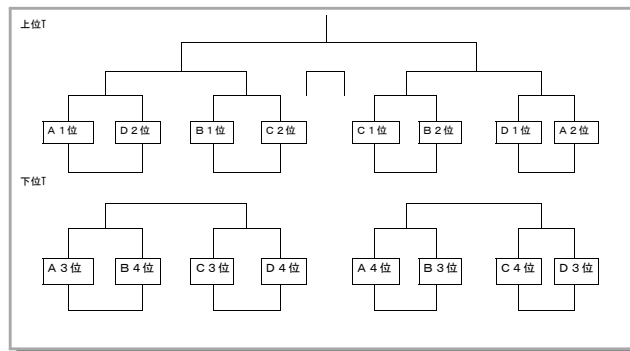 上位T
A1位 D2位 B1位 C2位 C1位 B2位 D1位 A2位
下位T
A3位 B4位 C3位 D4位 A4位 B3位 C4位 D3位